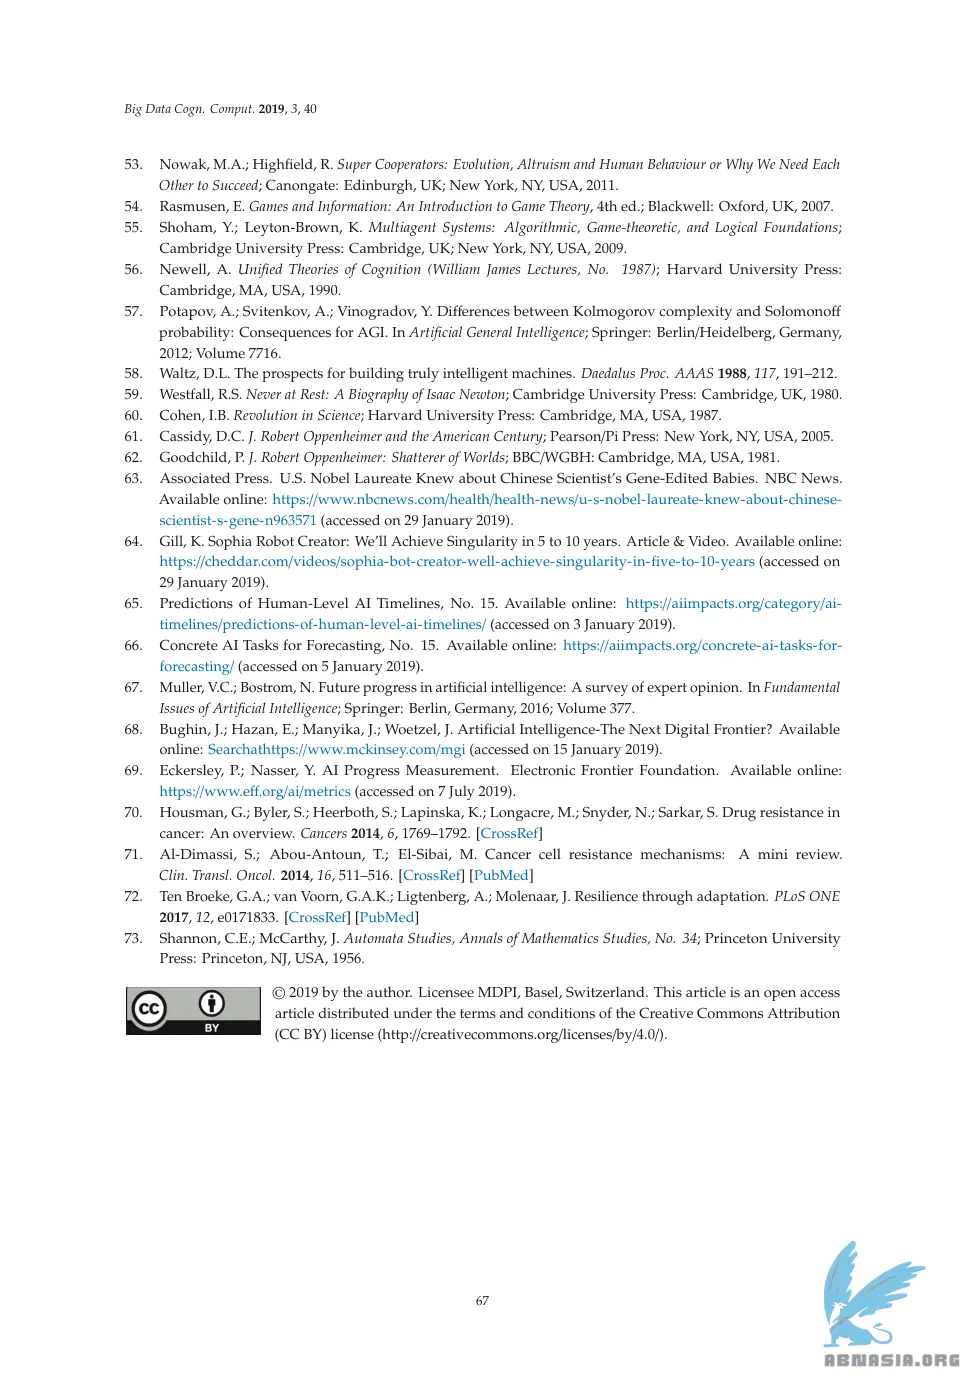 Big Data Cogn. Comput. 2019, 3, 40
53. Nowak, M.A.; Highfield, R. Super Cooperators: Evolution, Altruism and Human Behaviour or Why We Need Each
Other to Succeed; Canongate: Edinburgh, UK; New York, NY, USA, 2011.
54. Rasmusen, E. Games and Information: An Introduction to Game Theory, 4th ed.; Blackwell: Oxford, UK, 2007.
55. Shoham, Y.; Leyton-Brown, K. Multiagent Systems: Algorithmic, Game-theoretic, and Logical Foundations;
Cambridge University Press: Cambridge, UK; New York, NY, USA, 2009.
56. Newell, A. Unified Theories of Cognition (William James Lectures, No. 1987); Harvard University Press:
Cambridge, MA, USA, 1990.
57. Potapov, A.; Svitenkov, A.; Vinogradov, Y. Differences between Kolmogorov complexity and Solomonoff
probability: Consequences for AGI. In Artificial General Intelligence; Springer: Berlin/Heidelberg, Germany,
2012; Volume 7716.
58. Waltz, D.L. The prospects for building truly intelligent machines. Daedalus Proc. AAAS 1988, 117, 191–212.
59. Westfall, R.S. Never at Rest: A Biography of Isaac Newton; Cambridge University Press: Cambridge, UK, 1980.
60. Cohen, I.B. Revolution in Science; Harvard University Press: Cambridge, MA, USA, 1987.
61. Cassidy, D.C. J. Robert Oppenheimer and the American Century; Pearson/Pi Press: New York, NY, USA, 2005.
62. Goodchild, P. J. Robert Oppenheimer: Shatterer of Worlds; BBC/WGBH: Cambridge, MA, USA, 1981.
63. Associated Press. U.S. Nobel Laureate Knew about Chinese Scientist's Gene-Edited Babies. NBC News.
Available online: https://www.nbcnews.com/health/health-news/u-s-nobel-laureate-knew-about-chinese-
scientist-s-gene-n963571 (accessed on 29 January 2019).
64. Gill, K. Sophia Robot Creator: We'll Achieve Singularity in 5 to 10 years. Article & Video. Available online:
https://cheddar.com/videos/sophia-bot-creator-well-achieve-singularity-in-five-to-10-years (accessed on
29 January 2019).
65. Predictions of Human-Level AI Timelines, No. 15. Available online: https://aiimpacts.org/category/ai-
timelines/predictions-of-human-level-ai-timelines/ (accessed on 3 January 2019).
66. Concrete AI Tasks for Forecasting, No. 15. Available online: https://aiimpacts.org/concrete-ai-tasks-for-
forecasting/ (accessed on 5 January 2019).
67. Muller, V.C.; Bostrom, N. Future progress in artificial intelligence: A survey of expert opinion. In Fundamental
Issues of Artificial Intelligence; Springer: Berlin, Germany, 2016; Volume 377.
68. Bughin, J.; Hazan, E.; Manyika, J.; Woetzel, J. Artificial Intelligence-The Next Digital Frontier? Available
online: Searchathttps://www.mckinsey.com/mgi (accessed on 15 January 2019).
69. Eckersley, P.; Nasser, Y. AI Progress Measurement. Electronic Frontier Foundation. Available online:
https://www.eff.org/ai/metrics (accessed on 7 July 2019).
70. Housman, G.; Byler, S.; Heerboth, S.; Lapinska, K.; Longacre, M.; Snyder, N.; Sarkar, S. Drug resistance in
cancer: An overview. Cancers 2014, 6, 1769–1792. [CrossRef]
71. Al-Dimassi, S.; Abou-Antoun, T.; El-Sibai, M. Cancer cell resistance mechanisms: A mini review.
Clin. Transl. Oncol. 2014, 16, 511–516. [CrossRef] [PubMed]
72. Ten Broeke, G.A.; van Voorn, G.A.K.; Ligtenberg, A.; Molenaar, J. Resilience through adaptation. PLoS ONE
2017, 12, e0171833. [CrossRef] [PubMed]
73. Shannon, C.E.; McCarthy, J. Automata Studies, Annals of Mathematics Studies, No. 34; Princeton University
Press: Princeton, NJ, USA, 1956.
© 2019 by the author. Licensee MDPI, Basel, Switzerland. This article is an open access
article distributed under the terms and conditions of the Creative Commons Attribution
(CC BY) license (http://creativecommons.org/licenses/by/4.0/).
CC
BY
67
ABNASIA.ORG